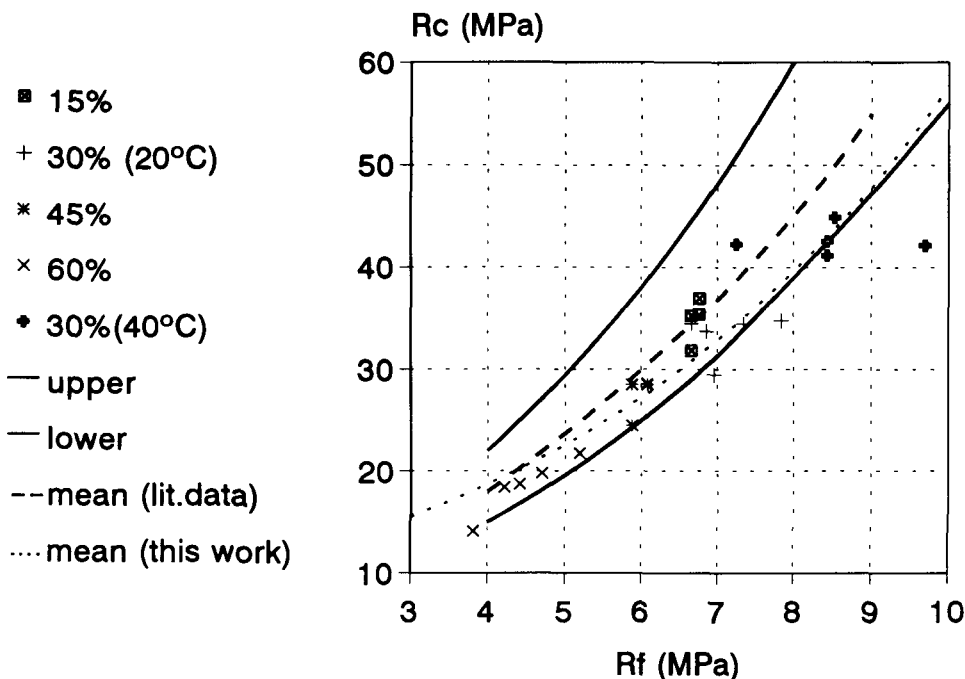 Rc (MPa)
15%
30% (20°C)
45%
60%
30%(40°C)
upper
lower
mean (lit.data)
mean (this work)
60
50
40
30
20
10
3 4 5 6 7 8 9 10
Rf (MPa)